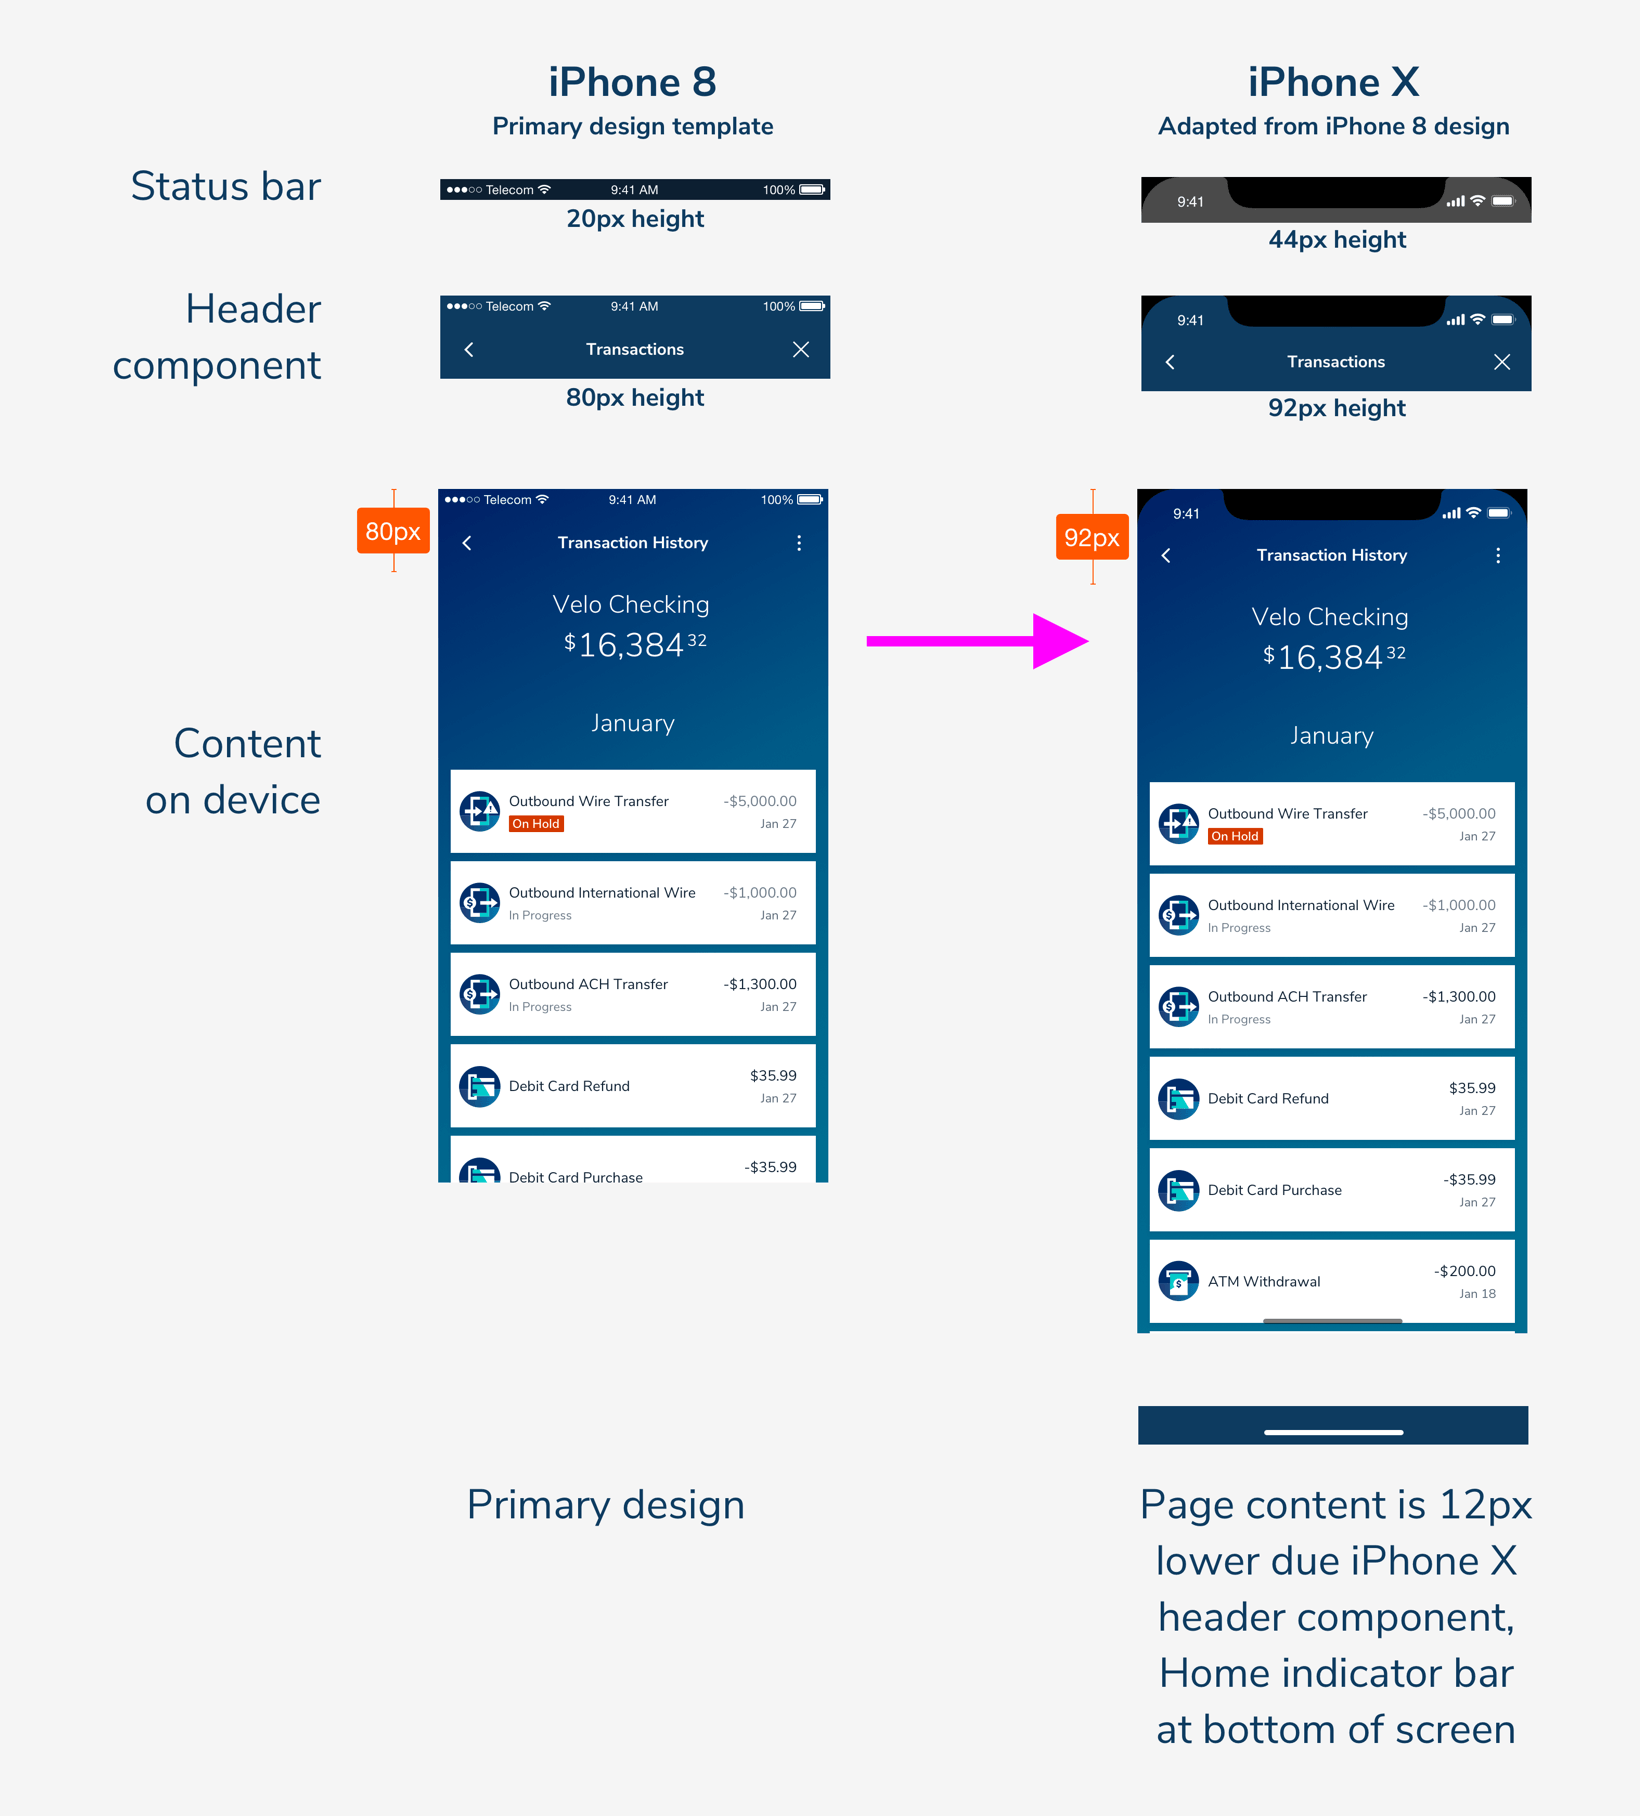 iPhone 8
Primary design template
iPhone X
Adapted from iPhone 8 design
Status bar
Telecom 9:41 AM 100%
20px height
9:41
44px height
Header
component
Telecom 9:41 AM 100%
Transactions
80px height
9:41
Transactions
92px height
Content
on device
80px
Telecom 9:41 AM 100%
Transaction History
Velo Checking
$16,384 32
January
Outbound Wire Transfer -$5,000.00
On Hold Jan 27
Outbound International Wire -$1,000.00
In Progress Jan 27
Outbound ACH Transfer -$1,300.00
In Progress Jan 27
Debit Card Refund $35.99
Jan 27
Debit Card Purchase -$35.99
92px
9:41
Transaction History
Velo Checking
$16,384 32
January
Outbound Wire Transfer -$5,000.00
On Hold Jan 27
Outbound International Wire -$1,000.00
In Progress Jan 27
Outbound ACH Transfer -$1,300.00
In Progress Jan 27
Debit Card Refund $35.99
Jan 27
Debit Card Purchase -$35.99
Jan 27
ATM Withdrawal -$200.00
Jan 18
Primary design
Page content is 12px
lower due iPhone X
header component,
Home indicator bar
at bottom of screen